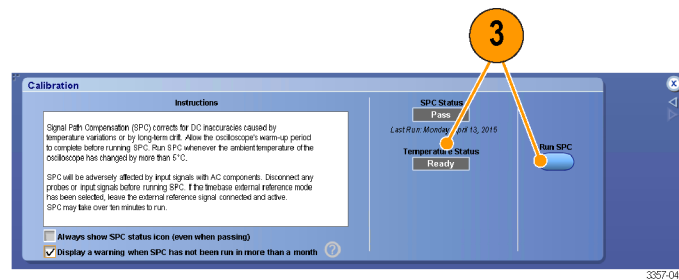 3
Calibration
Instructions
Signal Path Compensation (SPC) corrects for DC inaccuracies caused by
temperature variations or by long-term drift. Allow the oscilloscope's warm-up period
to complete before running SPC. Run SPC whenever the ambient temperature of the
oscilloscope has changed by more than 5°C.
SPC will be adversely affected by input signals with AC components. Disconnect any
probes or input signals before running SPC. If the timebase external reference mode
has been selected, leave the external reference signal connected and active.
SPC may take over ten minutes to run.
Always show SPC status icon (even when passing)
Display a warning when SPC has not been run in more than a month
?
SPC Status
Pass
Last Run: Monday, April 13, 2015
Temperature Status
Ready
Run SPC
X
3357-04